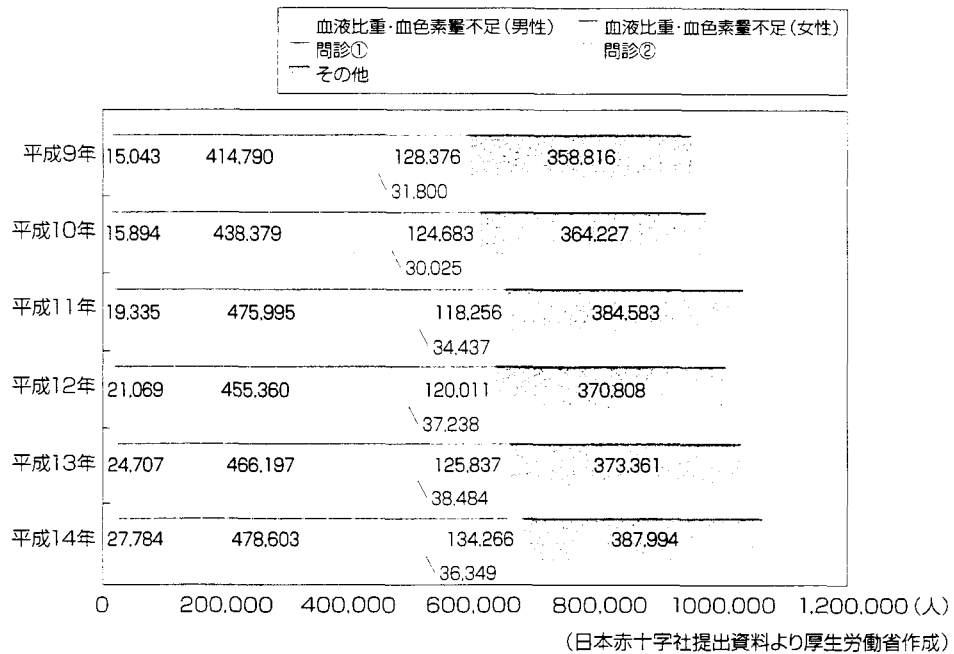 血液比重・血色素量不足(男性) 血液比重・血色素量不足(女性)
問診① 問診②
その他
平成9年 15,043 414,790 128,376 358,816
31,800
平成10年 15,894 438,379 124,683 364,227
30,025
平成11年 19,335 475,995 118,256 384,583
34,437
平成12年 21,069 455,360 120,011 370,808
37,238
平成13年 24,707 466,197 125,837 373,361
38,484
平成14年 27,784 478,603 134,266 387,994
36,349
0 200,000 400,000 600,000 800,000 1000,000 1,200,000(人)
(日本赤十字社提出資料より厚生労働省作成)